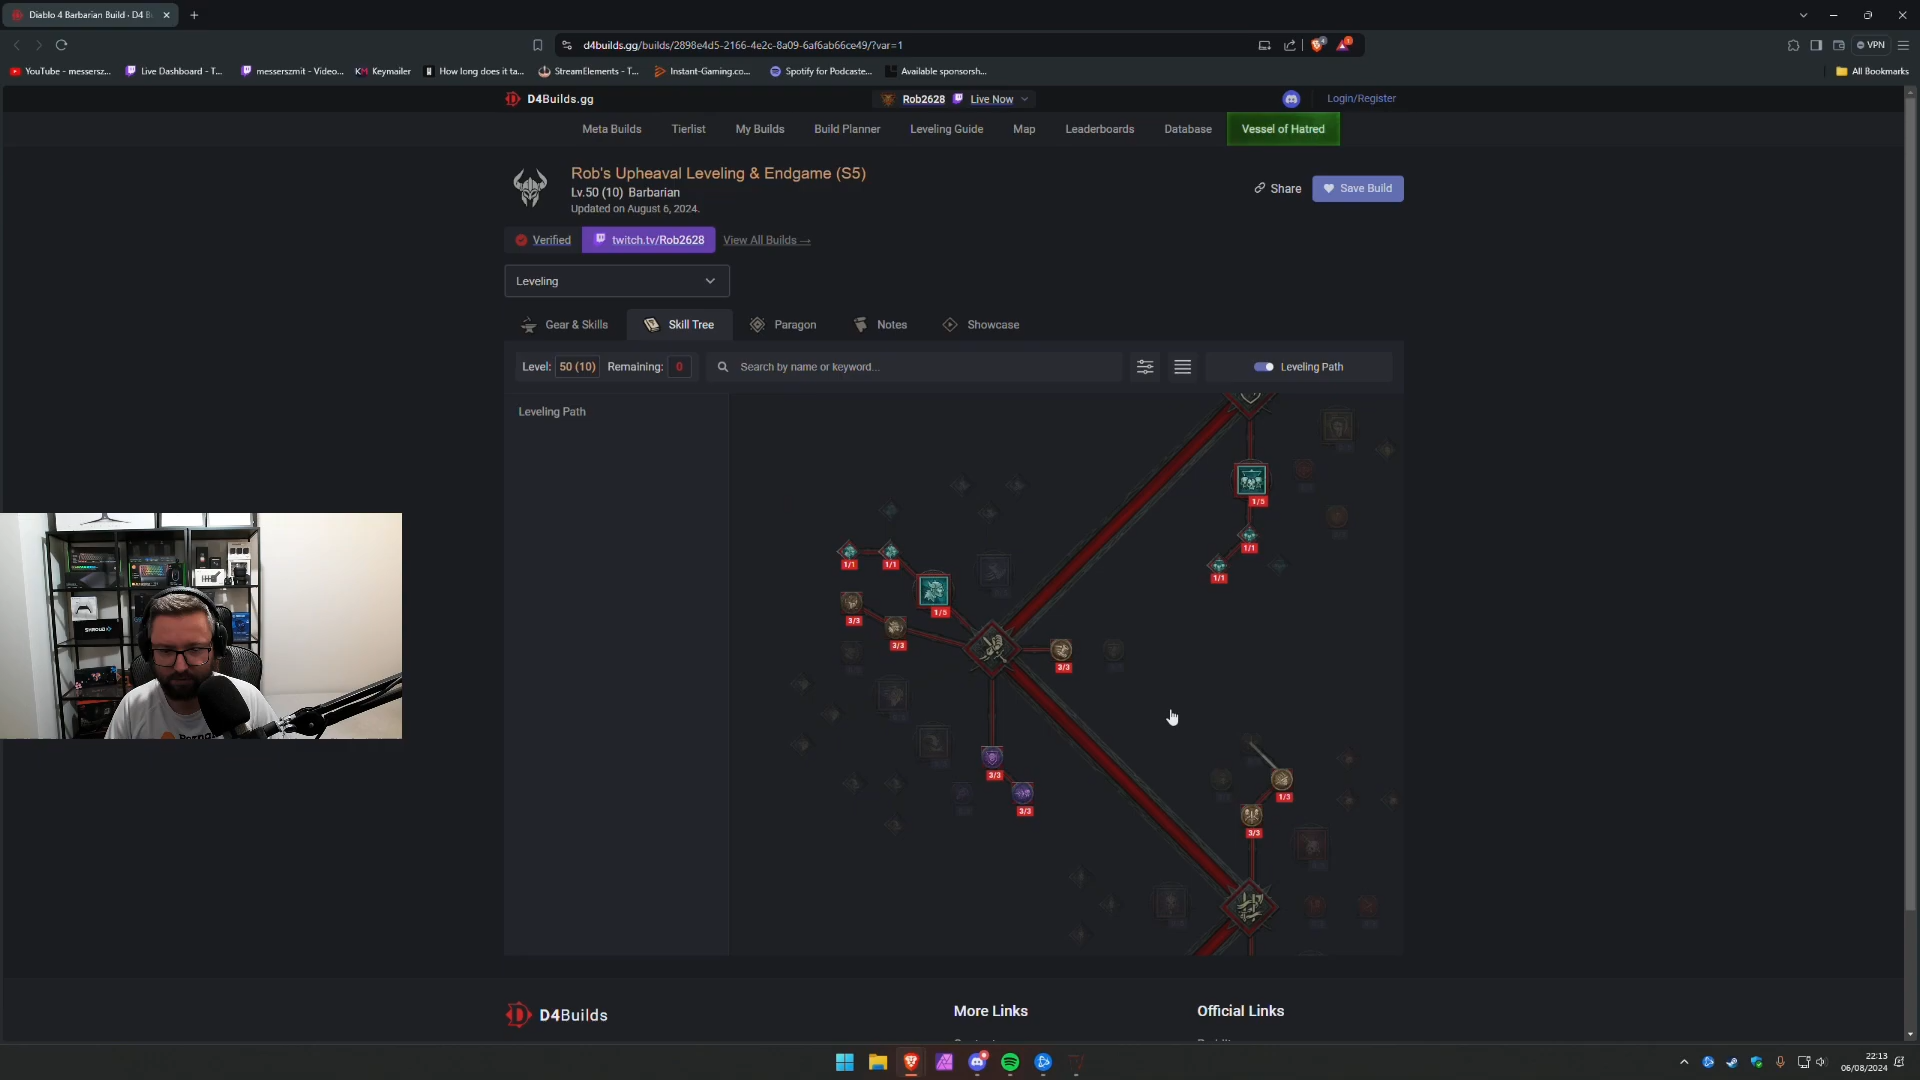 Diablo 4 Barbarian Build · D4 B
d4builds.gg/builds/2898e4d5-2166-4e2c-8a09-6af6ab66ce49/?var=1
VPN
YouTube - messersz...
Live Dashboard - T...
messerszmit - Video...
KM Keymailer
How long does it ta...
StreamElements - T...
Instant-Gaming.co...
Spotify for Podcaste...
Available sponsorsh...
All Bookmarks
D4Builds.gg
Rob2628
Live Now
Login/Register
Meta Builds
Tierlist
My Builds
Build Planner
Leveling Guide
Map
Leaderboards
Database
Vessel of Hatred
Rob's Upheaval Leveling & Endgame (S5)
Lv.50 (10) Barbarian
Updated on August 6, 2024.
Share
Save Build
Verified
twitch.tv/Rob2628
View All Builds →
Leveling
Gear & Skills
Skill Tree
Paragon
Notes
Showcase
Level: 50 (10) Remaining: 0
Search by name or keyword...
Leveling Path
Leveling Path
1/5
1/1
1/1
1/1
1/1
1/5
3/3
3/3
3/3
3/3
3/3
1/3
3/3
D4Builds
More Links
Official Links
22:13
06/08/2024